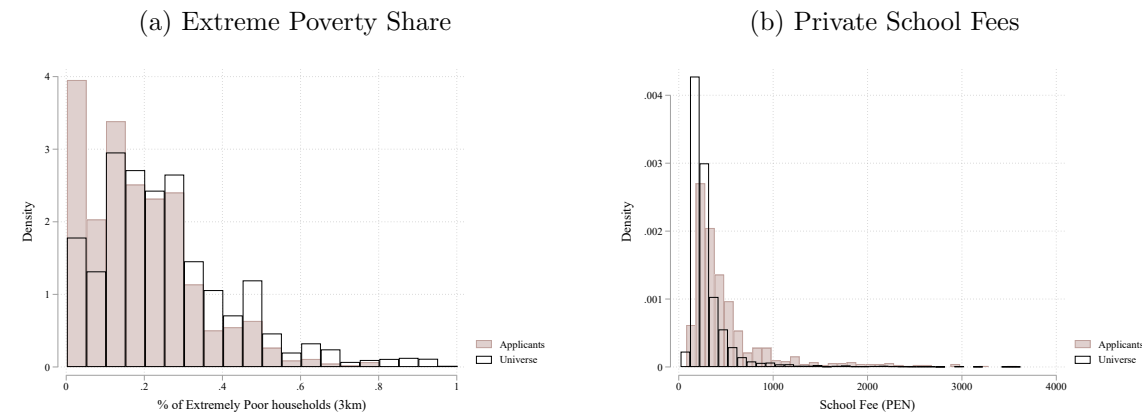 (a) Extreme Poverty Share
4
3
2
1
0
Density
0 .2 .4 .6 .8 1
% of Extremely Poor households (3km)
Applicants
Universe
(b) Private School Fees
.004
.003
.002
.001
0
Density
0 1000 2000 3000 4000
School Fee (PEN)
Applicants
Universe